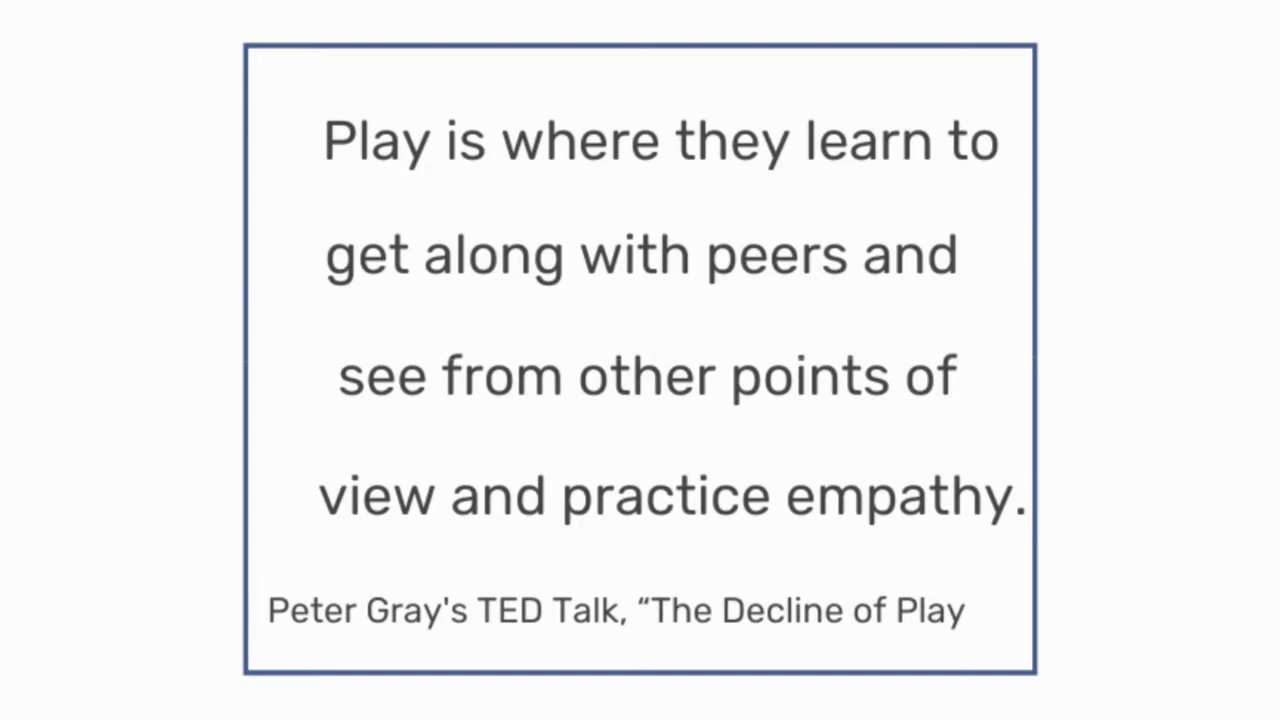 Play is where they learn to
get along with peers and
see from other points of
view and practice empathy.
Peter Gray's TED Talk, “The Decline of Play